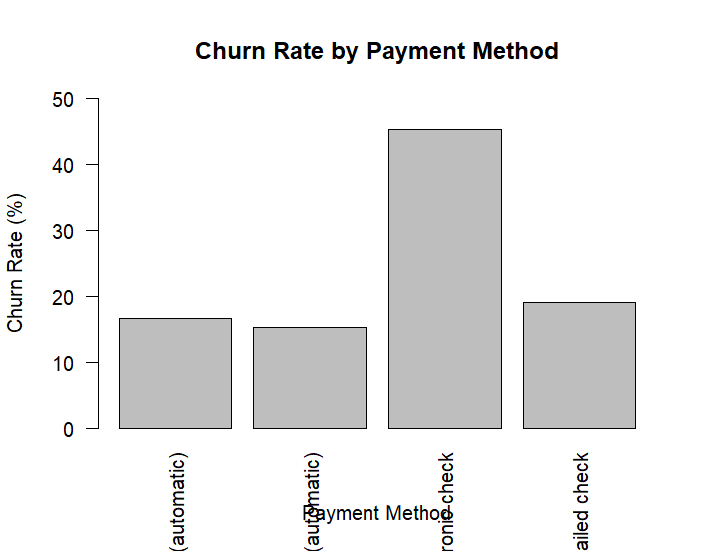 Churn Rate by Payment Method
Churn Rate (%)
50
40
30
20
10
0
(automatic)
(automatic)
ronic check
ailed check
Payment Method